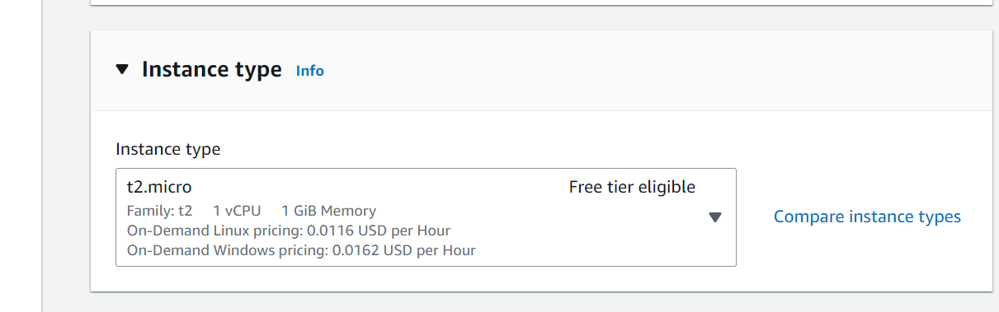 Instance type Info
Instance type
t2.micro Free tier eligible
Family: t2 1 vCPU 1 GiB Memory
On-Demand Linux pricing: 0.0116 USD per Hour
On-Demand Windows pricing: 0.0162 USD per Hour
Compare instance types